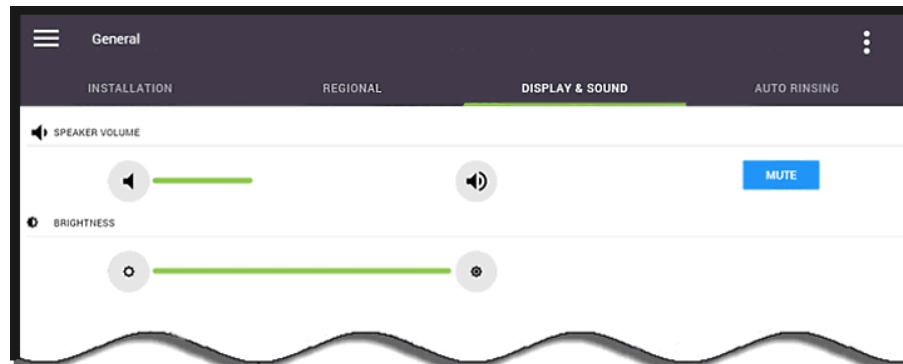 General
INSTALLATION REGIONAL DISPLAY & SOUND AUTO RINSING
SPEAKER VOLUME
MUTE
BRIGHTNESS